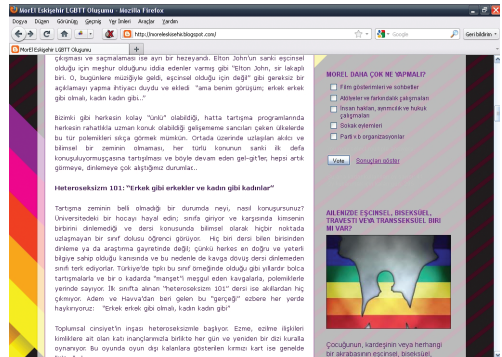 MorEl Eskişehir LGBTT Oluşumu - Mozilla Firefox
Dosya Düzen Görünüm Geçmiş Yer İmleri Araçlar Yardım
http://moreleskisehir.blogspot.com/
Google
Geri bildirim
MorEl Eskişehir LGBTT Oluşumu
çıkışması ve saçmalaması ise ayrı bir hezeyandı. Elton John'un sanki eşcinsel
olduğu için meşhur olduğunu iddia edenler varmış gibi "Elton John, sir lakaplı
biri. O, bugünlere müziğiyle geldi, eşcinsel olduğu için değil" gibi gereksiz bir
açıklamayı yapma ihtiyacı duydu ve ekledi "ama benim görüşüm; erkek erkek
gibi olmalı, kadın kadın gibi.."
Bizimki gibi herkesin kolay "ünlü" olabildiği, hatta tartışma programlarında
herkesin rahatlıkla uzman konuk olabildiği gelişememe sancıları çeken ülkelerde
bu tür polemikleri sıkça görmek mümkün. Ortada üzerinde uzlaşılan akılcı ve
bilimsel bir zeminin olmaması, her türlü konunun sanki ilk defa
konuşuluyormuşçasına tartışılması ve böyle devam eden gel-git'ler, hepsi artık
görmeye, dinlemeye çok alıştığımız durumlar..
Heteroseksizm 101: "Erkek gibi erkekler ve kadın gibi kadınlar"
Tartışma zeminin belli olmadığı bir durumda neyi, nasıl konuşursunuz?
Üniversitedeki bir hocayı hayal edin; sınıfa giriyor ve karşısında kimsenin
birbirini dinlemediği ve dersi konusunda bilimsel olarak hiçbir noktada
uzlaşmayan bir sınıf dolusu öğrenci görüyor. Hiç biri dersi bilen birisinden
dinleme ya da araştırma gayretinde değil; çünkü herkes en doğru ve yeterli
bilgiye sahip olduğu kanısında ve bu nedenle de kavga dövüş dersi dinlemeden
sınıfı terk ediyorlar. Türkiye'de tıpkı bu sınıf örneğinde olduğu gibi yıllardır bolca
tartışmalarla ve bir o kadarda "manşet"i meşgul eden kavgalarla, polemiklerle
yerinde sayıyor. İlk sınıfta alınan "heteroseksizm 101" dersi ise akıllardan hiç
çıkmıyor. Adem ve Havva'dan beri gelen bu "gerçeği" ezbere her yerde
haykırıyoruz: "Erkek erkek gibi olmalı, kadın kadın gibi"
Toplumsal cinsiyet'in inşası heteroseksizmle başlıyor. Ezme, ezilme ilişkileri
kimliklere ait olan katı inançlarımızla birlikte her gün ve yeniden bir dizi kuralla
oynanıyor. Bu oyunda oyun dışı kalanlara gösterilen kırmızı kart ise genelde
MOREL DAHA ÇOK NE YAPMALI?
Film gösterimleri ve sohbetler
Atölyeler ve farkındalık çalışmaları
İnsan hakları, ayrımcılık ve hukuk
çalışmaları
Sokak eylemleri
Parti v.b organizasyonlar
Vote Sonuçları göster
AİLENİZDE EŞCİNSEL, BİSEKSÜEL,
TRAVESTİ VEYA TRANSSEKSÜEL BİRİ
Mİ VAR?
Çocuğunun, kardeşinin veya herhangi
bir akrabasının eşcinsel, biseksüel,